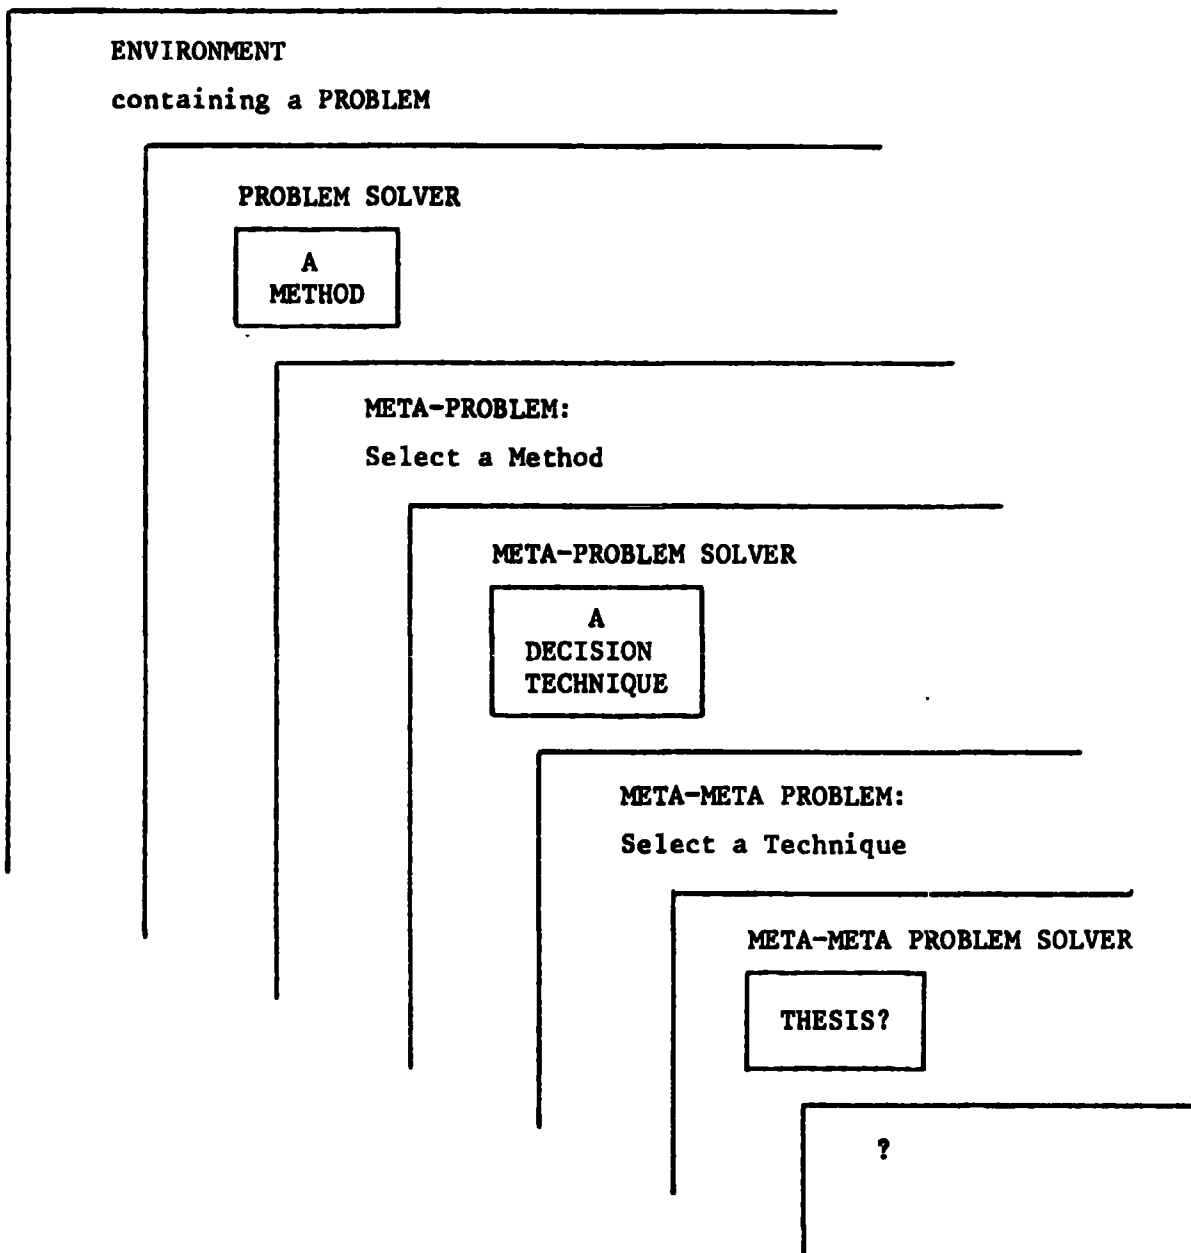 ENVIRONMENT
containing a PROBLEM
PROBLEM SOLVER
A
METHOD
META-PROBLEM:
Select a Method
META-PROBLEM SOLVER
A
DECISION
TECHNIQUE
META-META PROBLEM:
Select a Technique
META-META PROBLEM SOLVER
THESIS?
?